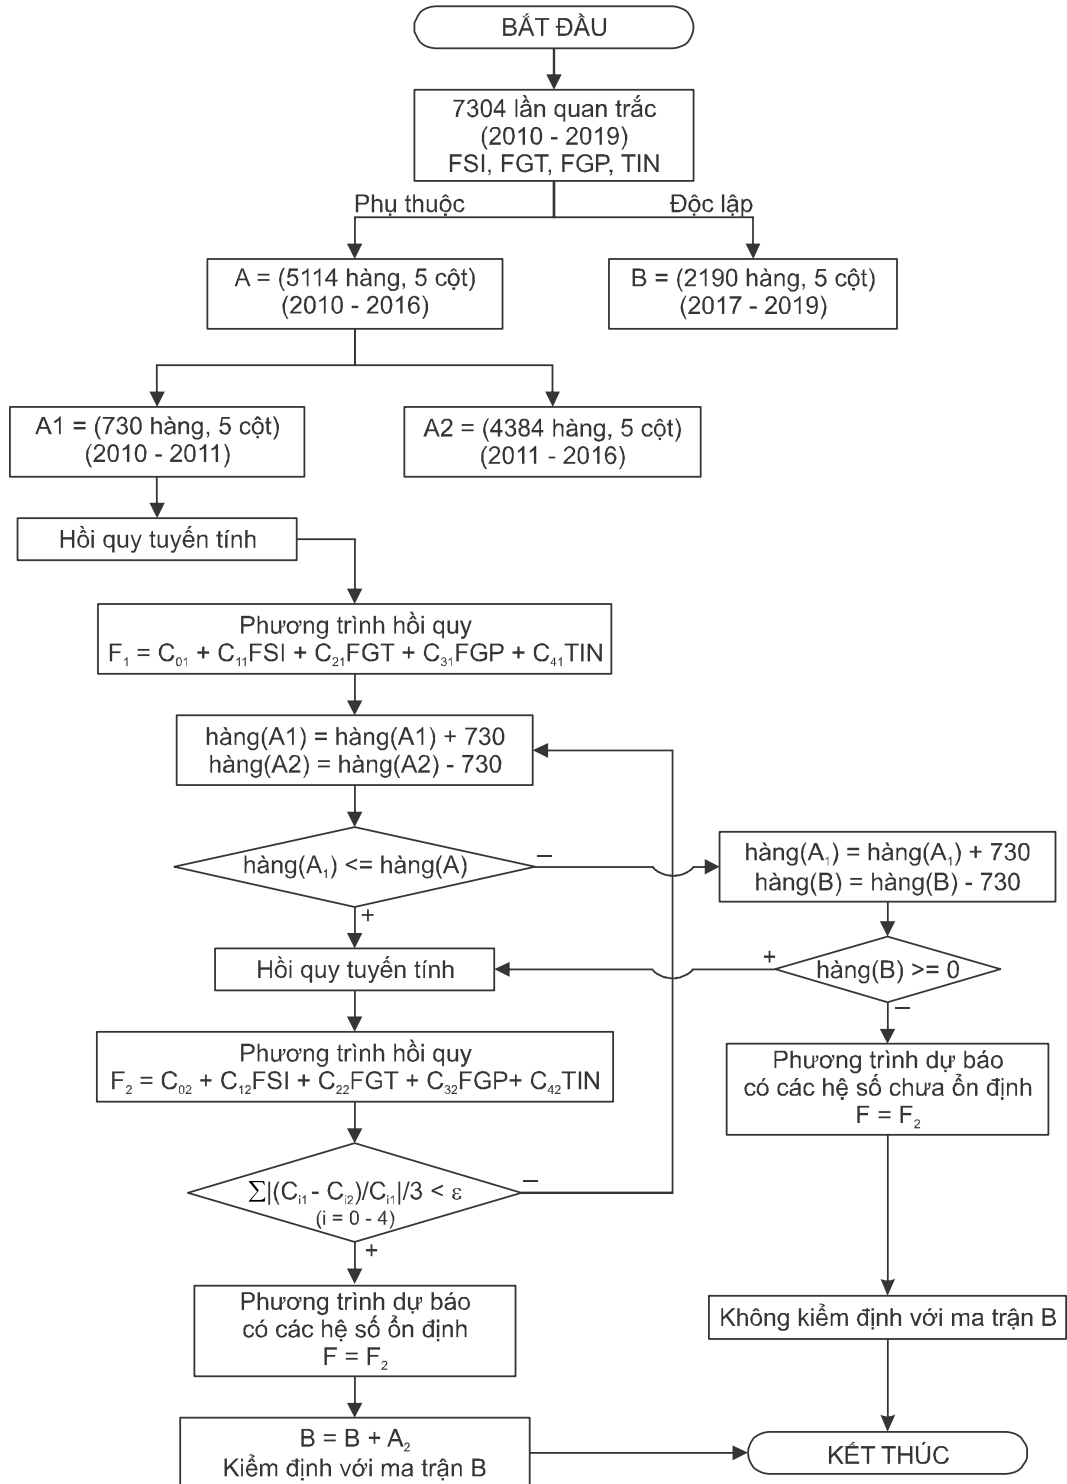 BẮT ĐẦU
7304 lần quan trắc
(2010 - 2019)
FSI, FGT, FGP, TIN
Phụ thuộc
Độc lập
A = (5114 hàng, 5 cột)
(2010 - 2016)
B = (2190 hàng, 5 cột)
(2017 - 2019)
A1 = (730 hàng, 5 cột)
(2010 - 2011)
A2 = (4384 hàng, 5 cột)
(2011 - 2016)
Hồi quy tuyến tính
Phương trình hồi quy
F₁ = C₀₁ + C₁₁FSI + C₂₁FGT + C₃₁FGP + C₄₁TIN
hàng(A1) = hàng(A1) + 730
hàng(A2) = hàng(A2) - 730
hàng(A₁) <= hàng(A)
–
+
hàng(A₁) = hàng(A₁) + 730
hàng(B) = hàng(B) - 730
Hồi quy tuyến tính
+
hàng(B) >= 0
–
Phương trình hồi quy
F₂ = C₀₂ + C₁₂FSI + C₂₂FGT + C₃₂FGP+ C₄₂TIN
Phương trình dự báo
có các hệ số chưa ổn định
F = F₂
∑|(Cᵢ₁ - Cᵢ₂)/Cᵢ₁|/3 < ε
(i = 0 - 4)
–
+
Phương trình dự báo
có các hệ số ổn định
F = F₂
Không kiểm định với ma trận B
B = B + A₂
Kiểm định với ma trận B
KẾT THÚC